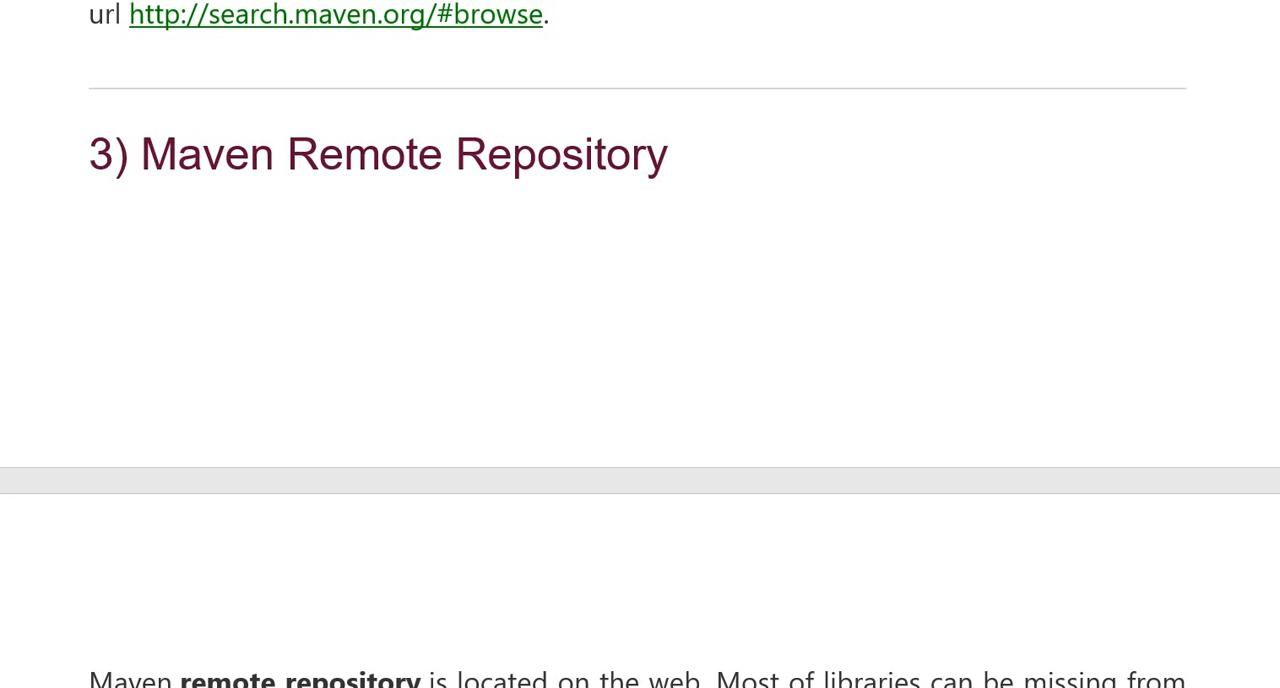 url http://search.maven.org/#browse.
3) Maven Remote Repository
Maven remote repository is located on the web. Most of libraries can be missing from